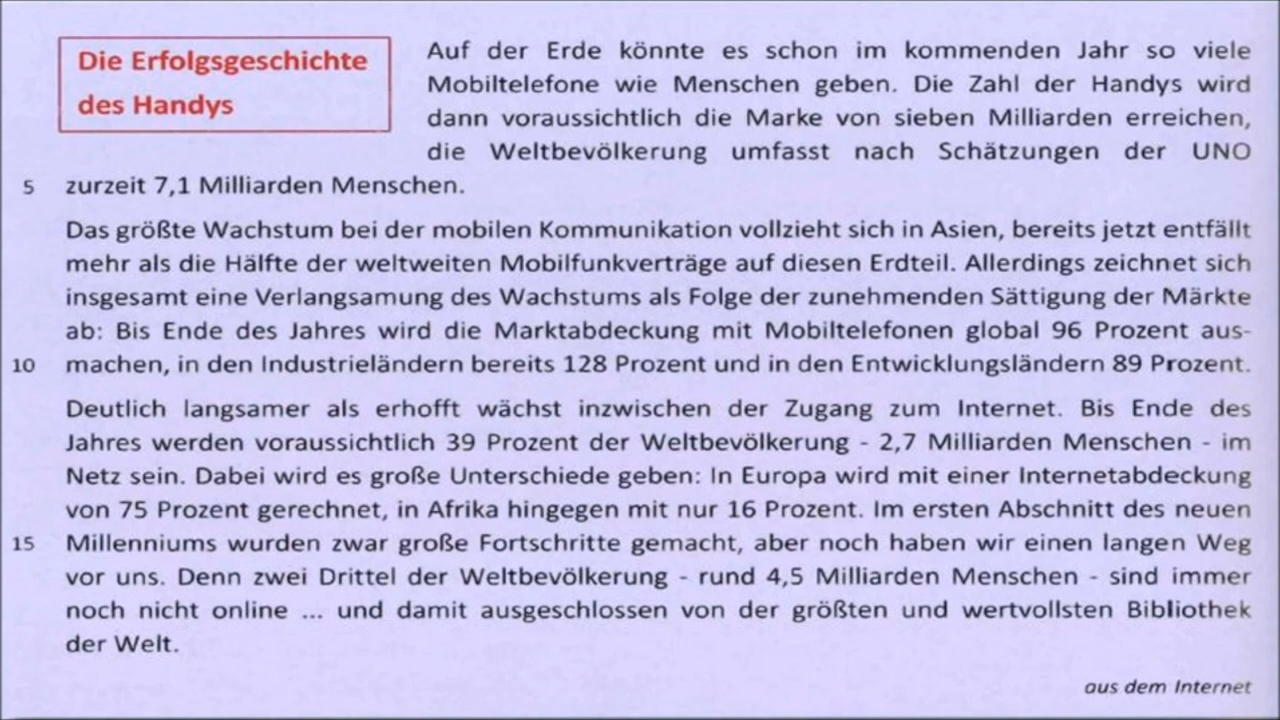 Die Erfolgsgeschichte
des Handys
Auf der Erde könnte es schon im kommenden Jahr so viele
Mobiltelefone wie Menschen geben. Die Zahl der Handys wird
dann voraussichtlich die Marke von sieben Milliarden erreichen,
die Weltbevölkerung umfasst nach Schätzungen der UNO
5 zurzeit 7,1 Milliarden Menschen.
Das größte Wachstum bei der mobilen Kommunikation vollzieht sich in Asien, bereits jetzt entfällt
mehr als die Hälfte der weltweiten Mobilfunkverträge auf diesen Erdteil. Allerdings zeichnet sich
insgesamt eine Verlangsamung des Wachstums als Folge der zunehmenden Sättigung der Märkte
ab: Bis Ende des Jahres wird die Marktabdeckung mit Mobiltelefonen global 96 Prozent aus-
10 machen, in den Industrieländern bereits 128 Prozent und in den Entwicklungsländern 89 Prozent.
Deutlich langsamer als erhofft wächst inzwischen der Zugang zum Internet. Bis Ende des
Jahres werden voraussichtlich 39 Prozent der Weltbevölkerung - 2,7 Milliarden Menschen - im
Netz sein. Dabei wird es große Unterschiede geben: In Europa wird mit einer Internetabdeckung
von 75 Prozent gerechnet, in Afrika hingegen mit nur 16 Prozent. Im ersten Abschnitt des neuen
15 Millenniums wurden zwar große Fortschritte gemacht, aber noch haben wir einen langen Weg
vor uns. Denn zwei Drittel der Weltbevölkerung - rund 4,5 Milliarden Menschen - sind immer
noch nicht online ... und damit ausgeschlossen von der größten und wertvollsten Bibliothek
der Welt.
aus dem Internet